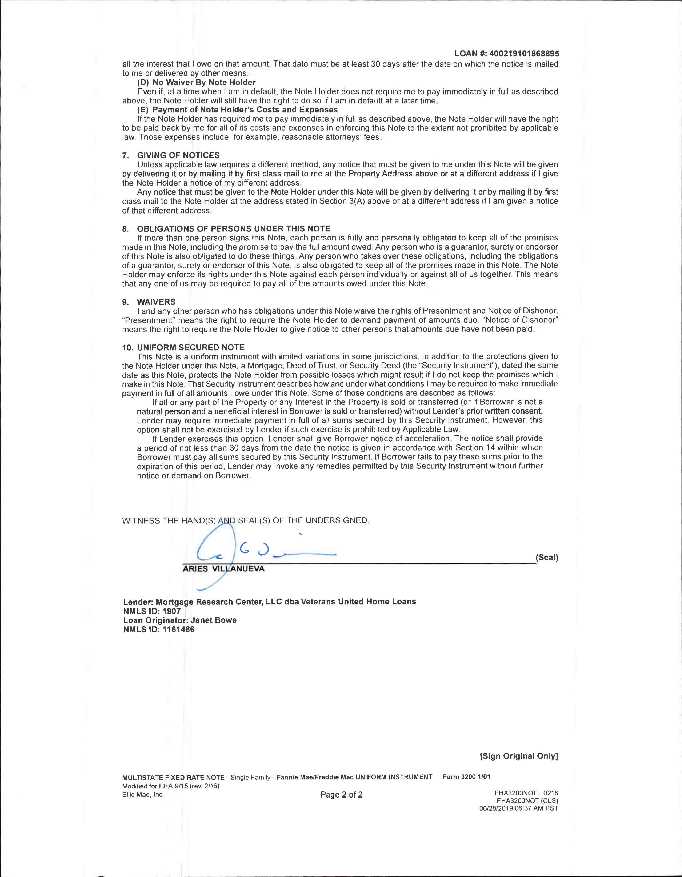 LOAN #: 400219101868895
all the interest that I owe on that amount. That date must be at least 30 days after the date on which the notice is mailed
to me or delivered by other means.
(D) No Waiver By Note Holder
Even if, at a time when I am in default, the Note Holder does not require me to pay immediately in full as described
above, the Note Holder will still have the right to do so if I am in default at a later time.
(E) Payment of Note Holder's Costs and Expenses
If the Note Holder has required me to pay immediately in full as described above, the Note Holder will have the right
to be paid back by me for all of its costs and expenses in enforcing this Note to the extent not prohibited by applicable
law. Those expenses include, for example, reasonable attorneys' fees.
7. GIVING OF NOTICES
Unless applicable law requires a different method, any notice that must be given to me under this Note will be given
by delivering it or by mailing it by first class mail to me at the Property Address above or at a different address if I give
the Note Holder a notice of my different address.
Any notice that must be given to the Note Holder under this Note will be given by delivering it or by mailing it by first
class mail to the Note Holder at the address stated in Section 3(A) above or at a different address if I am given a notice
of that different address.
8. OBLIGATIONS OF PERSONS UNDER THIS NOTE
If more than one person signs this Note, each person is fully and personally obligated to keep all of the promises
made in this Note, including the promise to pay the full amount owed. Any person who is a guarantor, surety or endorser
of this Note is also obligated to do these things. Any person who takes over these obligations, including the obligations
of a guarantor, surety or endorser of this Note, is also obligated to keep all of the promises made in this Note. The Note
Holder may enforce its rights under this Note against each person individually or against all of us together. This means
that any one of us may be required to pay all of the amounts owed under this Note.
9. WAIVERS
I and any other person who has obligations under this Note waive the rights of Presentment and Notice of Dishonor.
"Presentment" means the right to require the Note Holder to demand payment of amounts due. "Notice of Dishonor"
means the right to require the Note Holder to give notice to other persons that amounts due have not been paid.
10. UNIFORM SECURED NOTE
This Note is a uniform instrument with limited variations in some jurisdictions. In addition to the protections given to
the Note Holder under this Note, a Mortgage, Deed of Trust, or Security Deed (the "Security Instrument"), dated the same
date as this Note, protects the Note Holder from possible losses which might result if I do not keep the promises which I
make in this Note. That Security Instrument describes how and under what conditions I may be required to make immediate
payment in full of all amounts I owe under this Note. Some of those conditions are described as follows:
If all or any part of the Property or any Interest in the Property is sold or transferred (or if Borrower is not a
natural person and a beneficial interest in Borrower is sold or transferred) without Lender's prior written consent,
Lender may require immediate payment in full of all sums secured by this Security Instrument. However, this
option shall not be exercised by Lender if such exercise is prohibited by Applicable Law.
If Lender exercises this option, Lender shall give Borrower notice of acceleration. The notice shall provide
a period of not less than 30 days from the date the notice is given in accordance with Section 14 within which
Borrower must pay all sums secured by this Security Instrument. If Borrower fails to pay these sums prior to the
expiration of this period, Lender may invoke any remedies permitted by this Security Instrument without further
notice or demand on Borrower.
WITNESS THE HAND(S) AND SEAL(S) OF THE UNDERSIGNED.
(Seal)
ARIES VILLANUEVA
Lender: Mortgage Research Center, LLC dba Veterans United Home Loans
NMLS ID: 1907
Loan Originator: Janet Bowe
NMLS ID: 1161486
[Sign Original Only]
MULTISTATE FIXED RATE NOTE Single Family Fannie Mae/Freddie Mac UNIFORM INSTRUMENT Form 3200 1/01
Modified for FHA 9/15 (rev. 2/16)
Ellie Mae, Inc.
Page 2 of 2
FHA3200NOT 0216
FHA3200NOT (CLS)
06/28/2019 06:37 AM PST